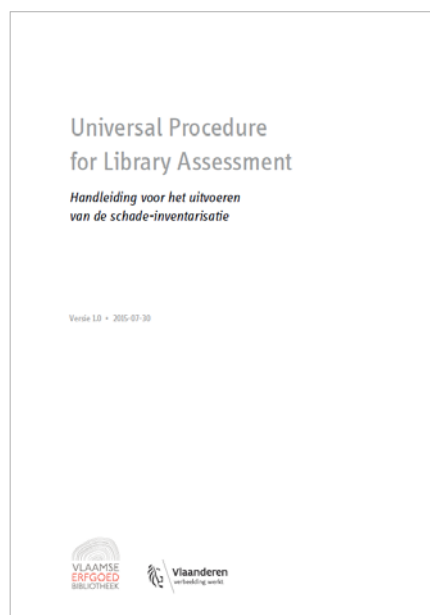 Universal Procedure
for Library Assessment
Handleiding voor het uitvoeren
van de schade-inventarisatie
Versie 1.0 • 2015-07-30
VLAAMSE
ERFGOED
BIBLIOTHEEK
Vlaanderen
verbeelding werkt